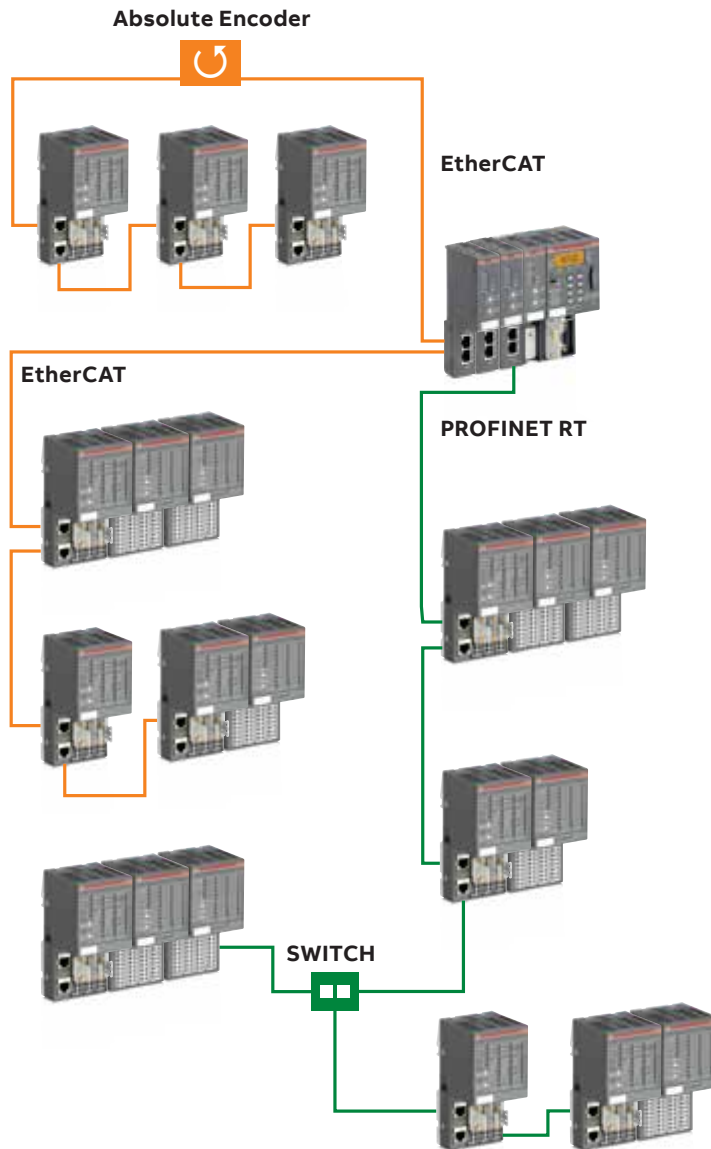 Absolute Encoder
EtherCAT
EtherCAT
PROFINET RT
SWITCH